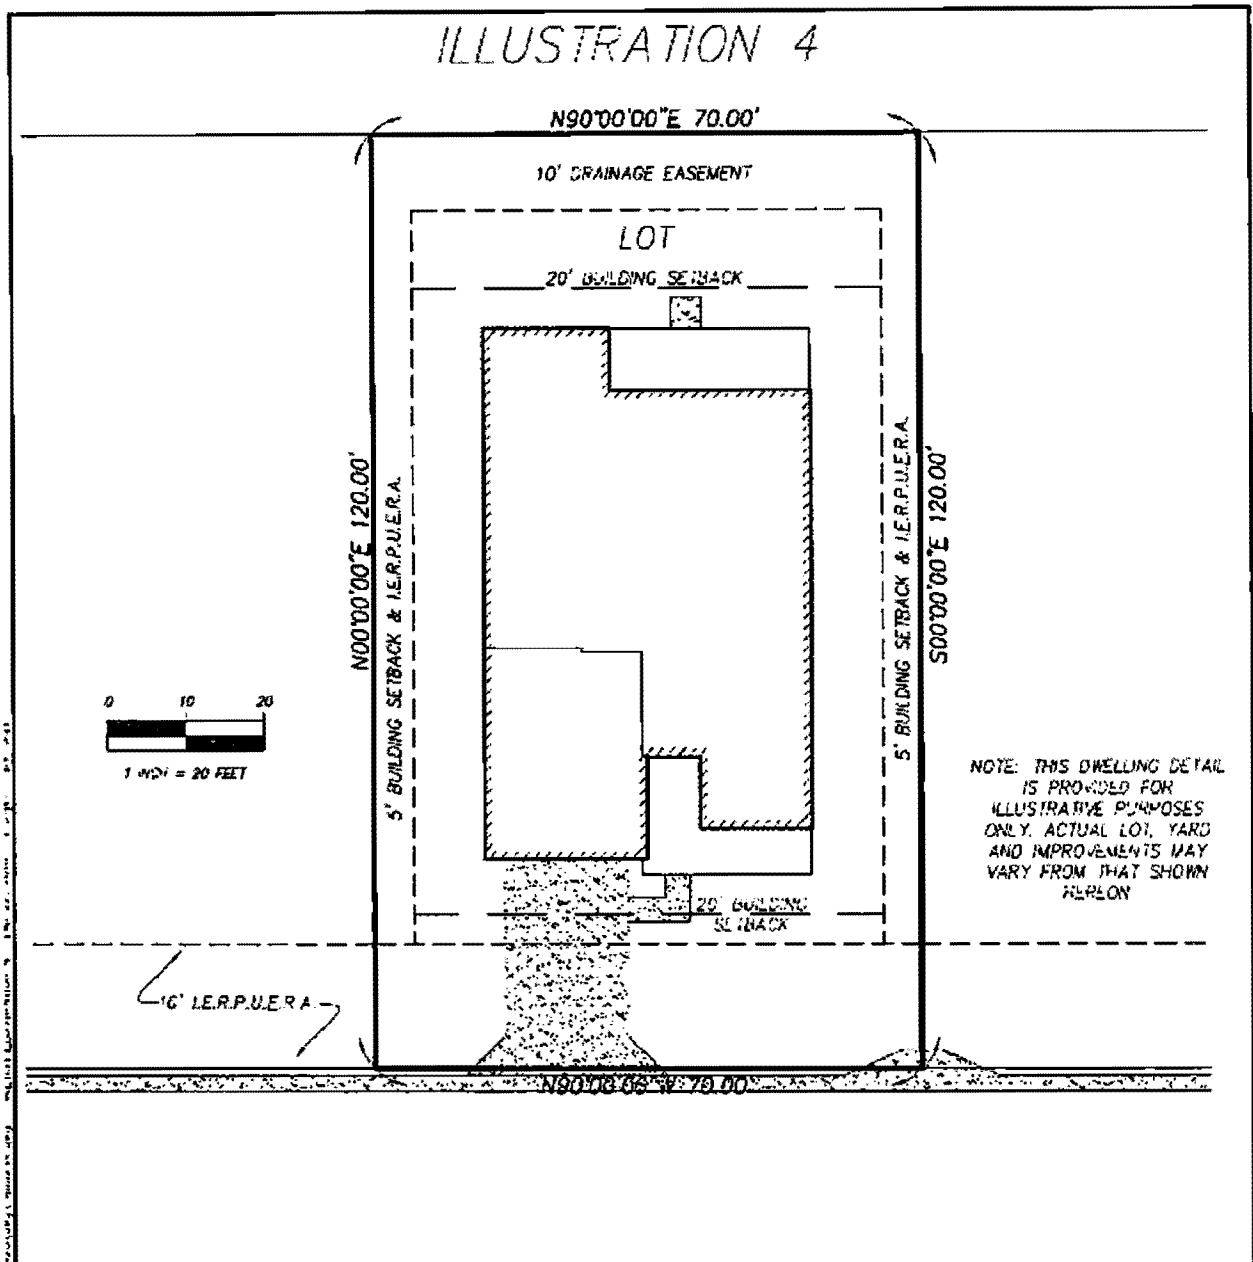 ILLUSTRATION 4
N90°00'00"E 70.00'
10' DRAINAGE EASEMENT
LOT
20' BUILDING SETBACK
N00°00'00"E 120.00'
5' BUILDING SETBACK & I.E.R.P.U.E.R.A.
5' BUILDING SETBACK & I.E.R.P.U.E.R.A.
S00°00'00"E 120.00'
0 10 20
1 INCH = 20 FEET
NOTE: THIS DWELLING DETAIL
IS PROVIDED FOR
ILLUSTRATIVE PURPOSES
ONLY. ACTUAL LOT, YARD
AND IMPROVEMENTS MAY
VARY FROM THAT SHOWN
HEREON
20' BUILDING
SETBACK
16' I.E.R.P.U.E.R.A.
N90°00'00"W 70.00'